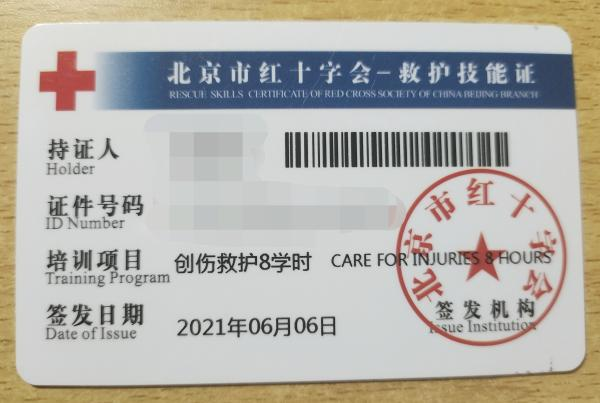 北京市红十字会-救护技能证
RESCUE SKILLS CERTIFICATE OF RED CROSS SOCIETY OF CHINA BEIJING BRANCH
持证人
Holder
证件号码
ID Number
培训项目 创伤救护8学时 CARE FOR INJURIES 8 HOURS
Training Program
签发日期 2021年06月06日
Date of Issue
北京市红十字会
签发机构
Issue Institution